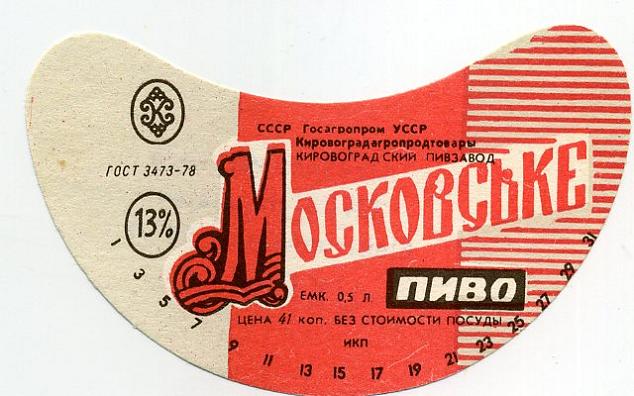 СССР Госагропром УССР
Кировоградагропродтовары
КИРОВОГРАДСКИЙ ПИВЗАВОД
ГОСТ 3473-78
13%
МОСКОВСЬКЕ
ПИВО
ЕМК. 0,5 Л
ЦЕНА 41 коп. БЕЗ СТОИМОСТИ ПОСУДЫ
ИКП
1 3 5 7 9 11 13 15 17 19 21 23 25 27 29 31